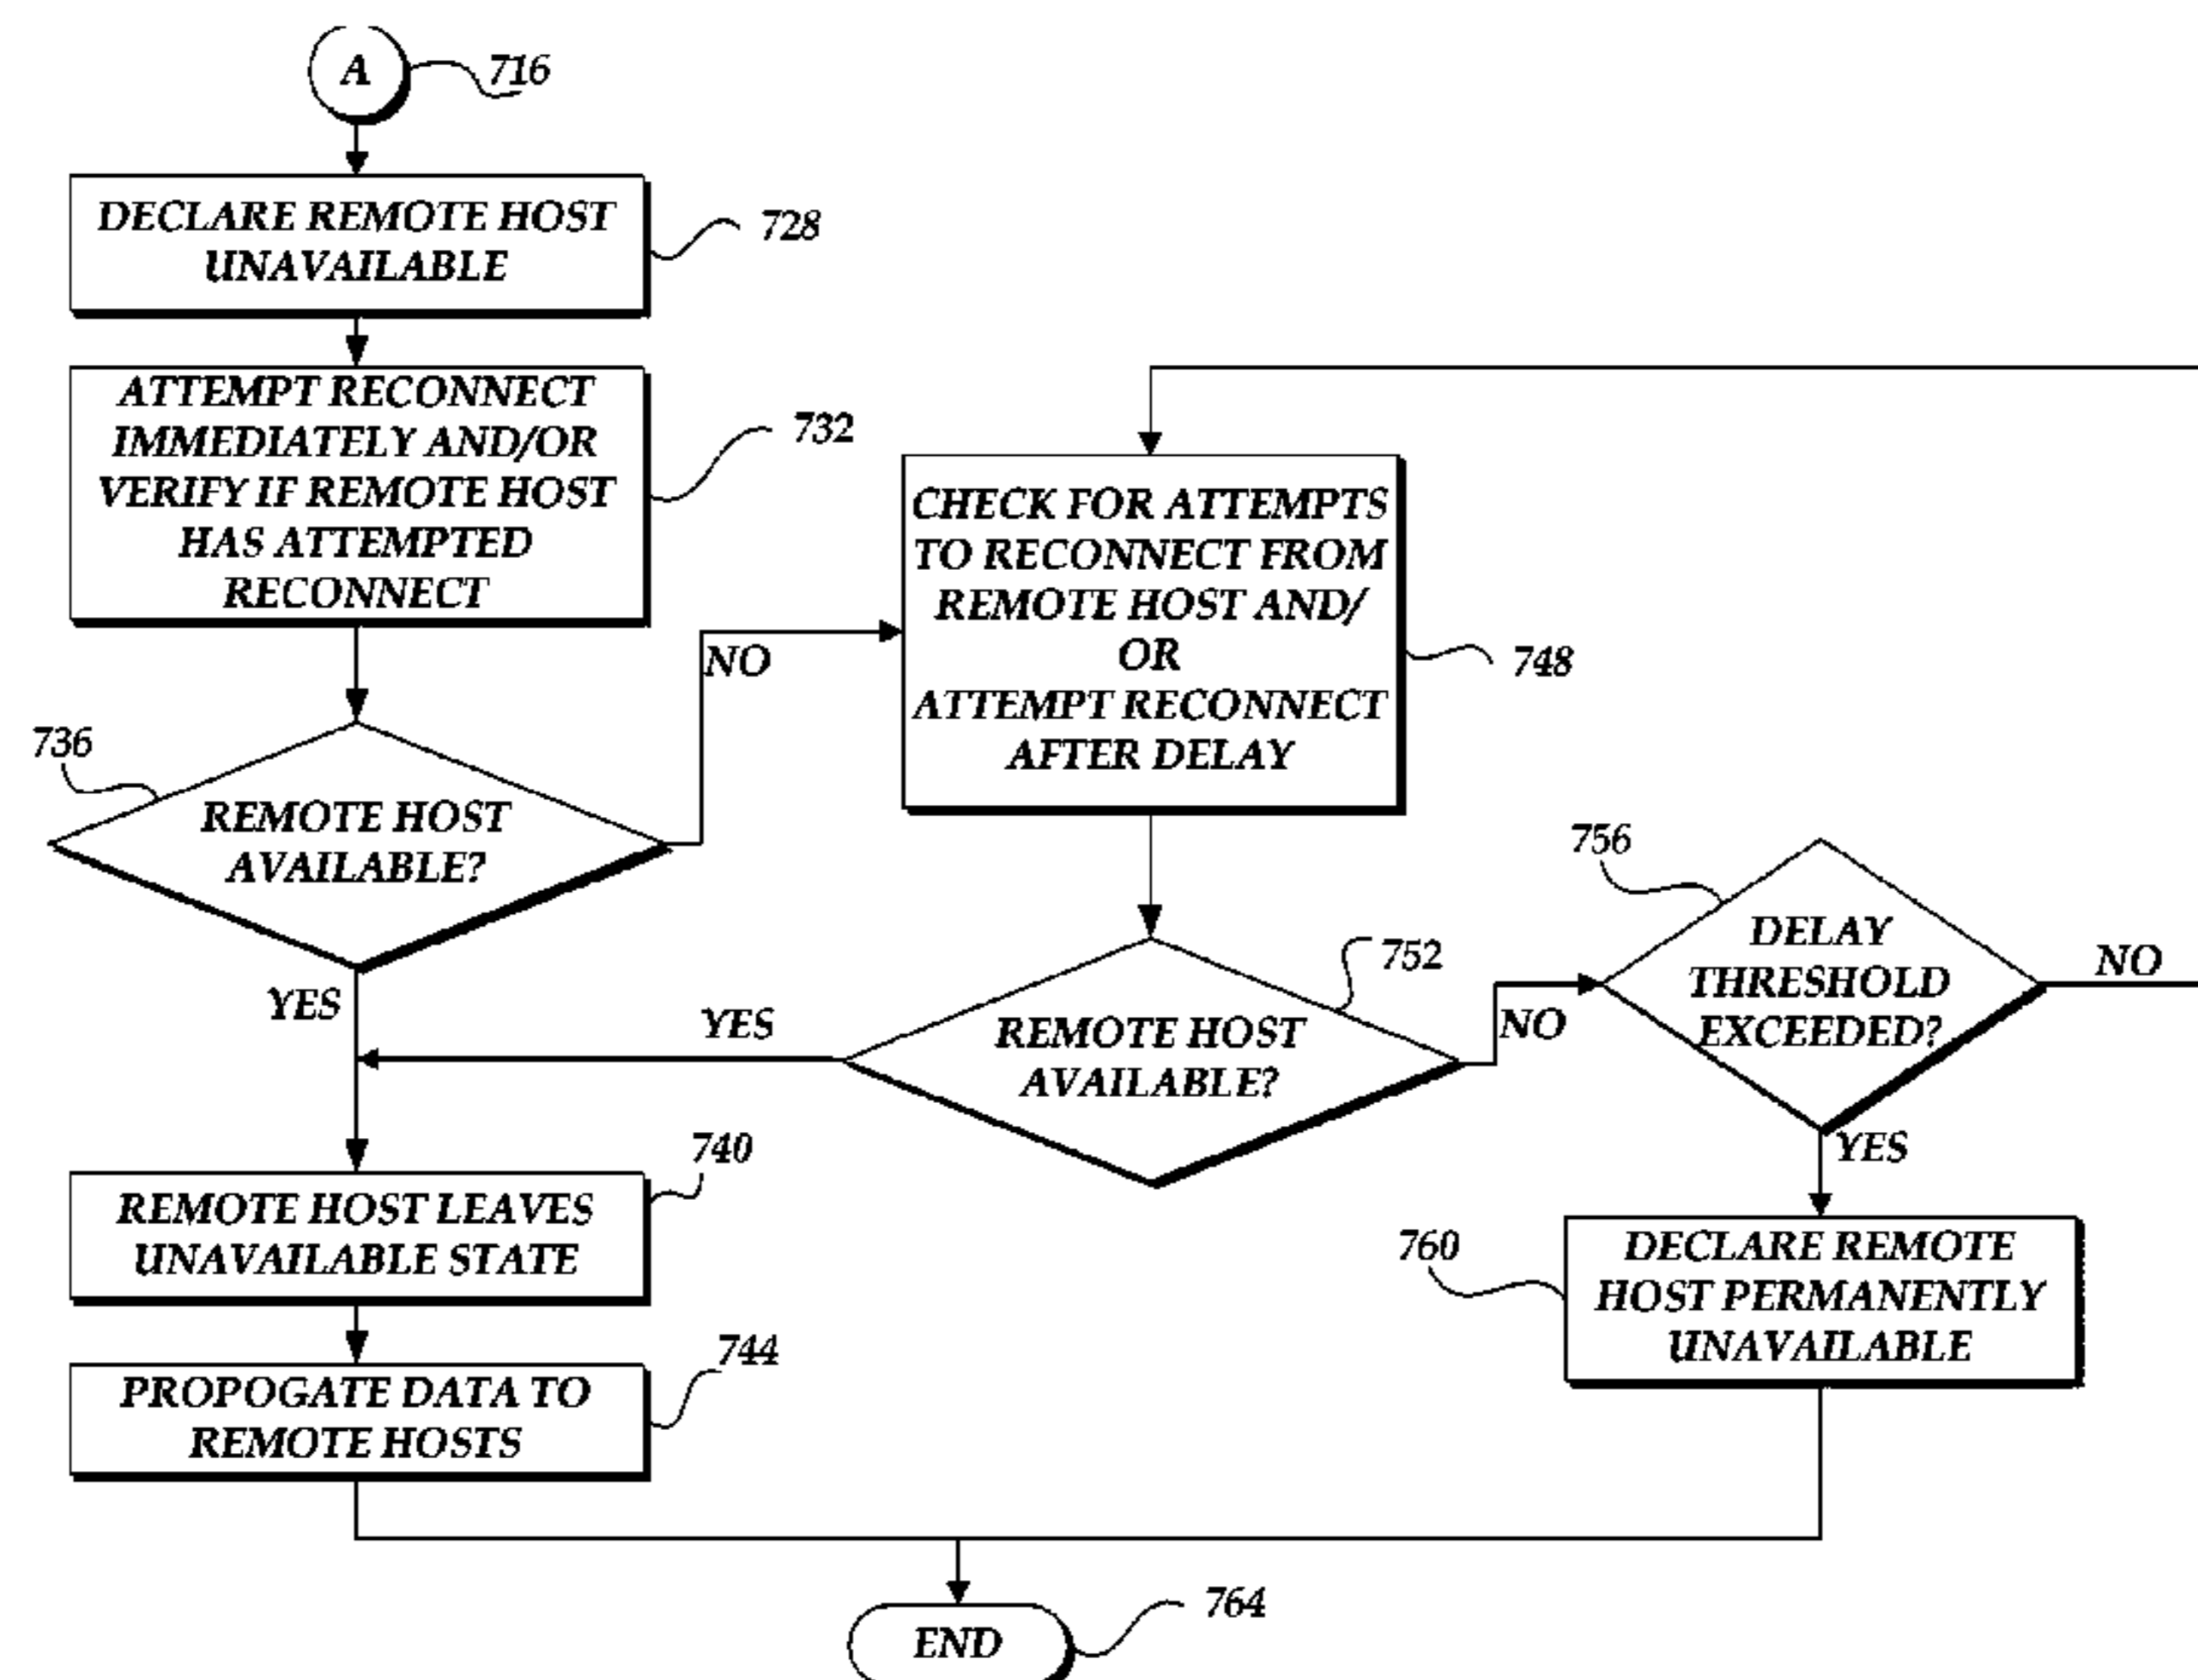 A
716
DECLARE REMOTE HOST
UNAVAILABLE
728
ATTEMPT RECONNECT
IMMEDIATELY AND/OR
VERIFY IF REMOTE HOST
HAS ATTEMPTED
RECONNECT
732
736
REMOTE HOST
AVAILABLE?
NO
YES
CHECK FOR ATTEMPTS
TO RECONNECT FROM
REMOTE HOST AND/
OR
ATTEMPT RECONNECT
AFTER DELAY
748
752
REMOTE HOST
AVAILABLE?
YES
NO
756
DELAY
THRESHOLD
EXCEEDED?
NO
YES
740
REMOTE HOST LEAVES
UNAVAILABLE STATE
744
PROPOGATE DATA TO
REMOTE HOSTS
760
DECLARE REMOTE
HOST PERMANENTLY
UNAVAILABLE
END
764